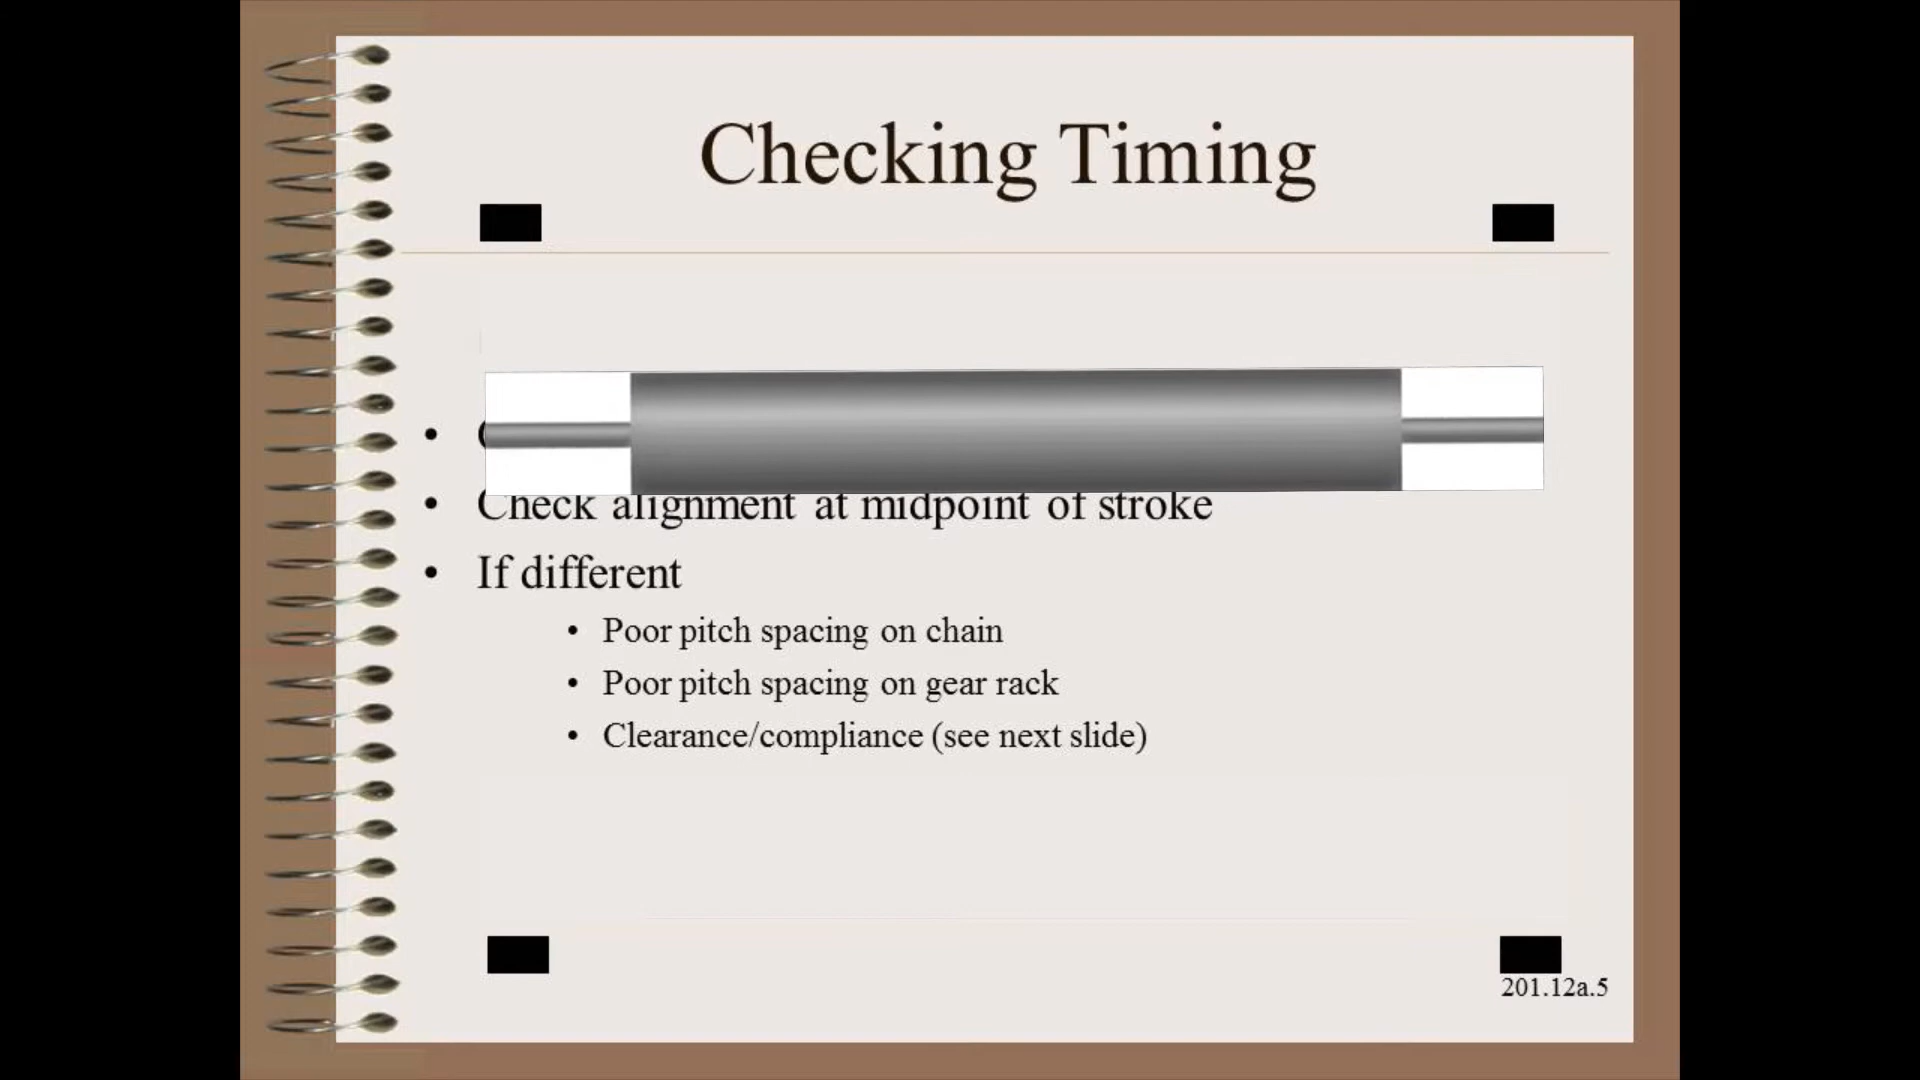 Checking Timing
• Check alignment at midpoint of stroke
• If different
• Poor pitch spacing on chain
• Poor pitch spacing on gear rack
• Clearance/compliance (see next slide)
201.12a.5